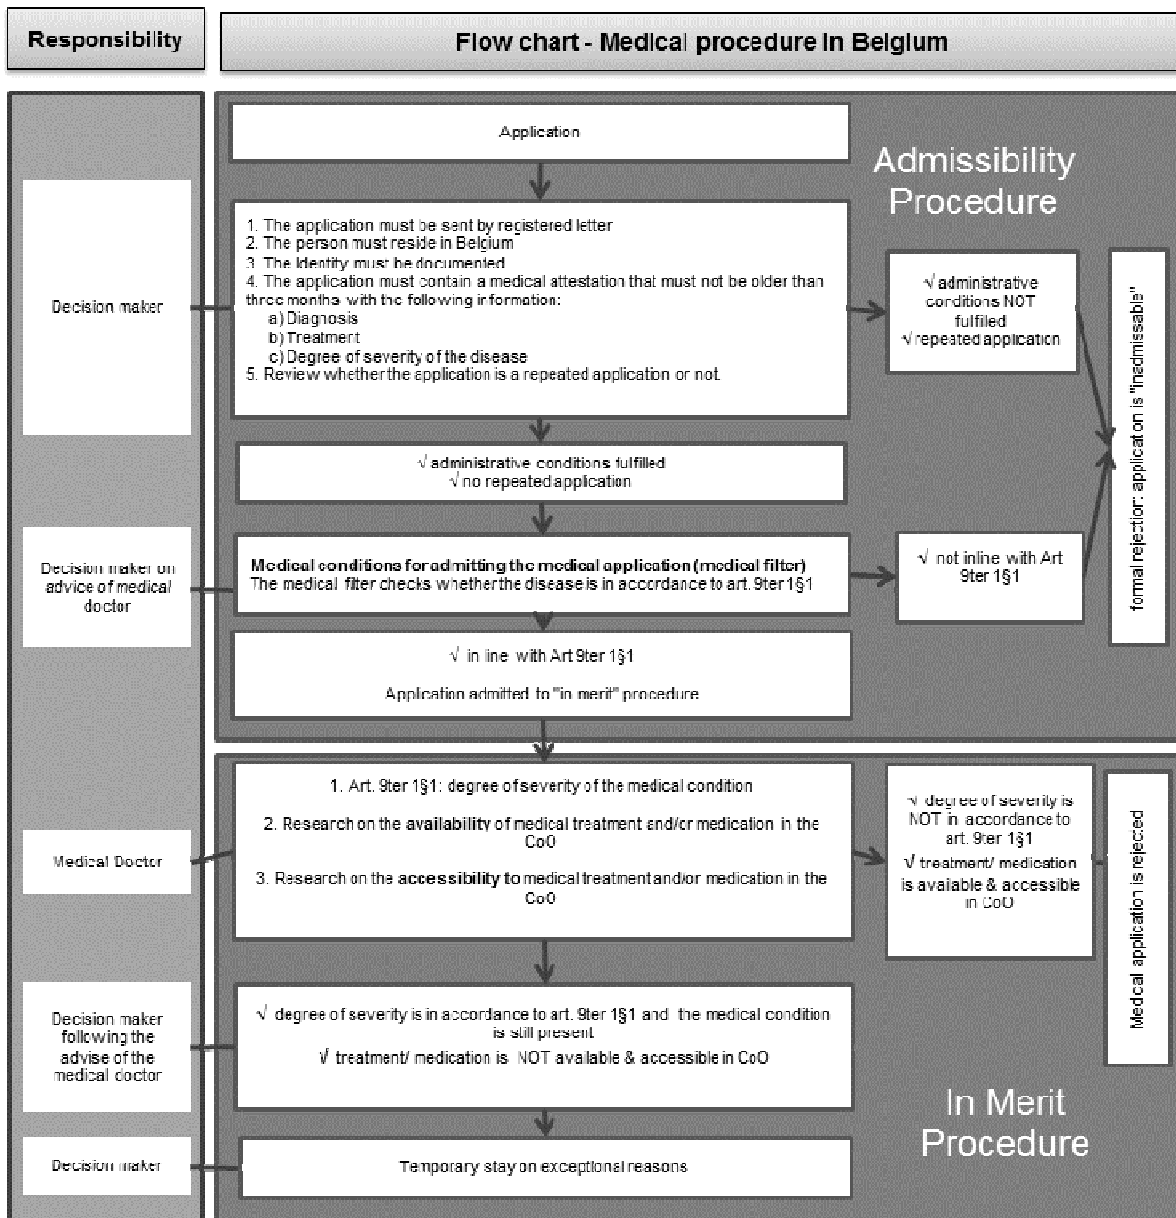 Responsibility
Flow chart - Medical procedure in Belgium
Application
Admissibility
Procedure
Decision maker
1. The application must be sent by registered letter
2. The person must reside in Belgium
3. The Identity must be documented
4. The application must contain a medical attestation that must not be older than
three months with the following information:
a) Diagnosis
b) Treatment
c) Degree of severity of the disease
5. Review whether the application is a repeated application or not.
√ administrative
conditions NOT
fulfilled
√ repeated application
formal rejection: application is "inadmissable"
√ administrative conditions fulfilled
√ no repeated application
Decision maker on
advice of medical
doctor
Medical conditions for admitting the medical application (medical filter)
The medical filter checks whether the disease is in accordance to art. 9ter 1§1
√ not inline with Art
9ter 1§1
√ in line with Art 9ter 1§1
Application admitted to "in merit" procedure
Medical Doctor
1. Art. 9ter 1§1: degree of severity of the medical condition
2. Research on the availability of medical treatment and/or medication in the
CoO
3. Research on the accessibility to medical treatment and/or medication in the
CoO
√ degree of severity is
NOT in accordance to
art. 9ter 1§1
√ treatment/ medication
is available & accessible
in CoO
Medical application is rejected
Decision maker
following the
advise of the
medical doctor
√ degree of severity is in accordance to art. 9ter 1§1 and the medical condition
is still present
√ treatment/ medication is NOT available & accessible in CoO
In Merit
Procedure
Decision maker
Temporary stay on exceptional reasons